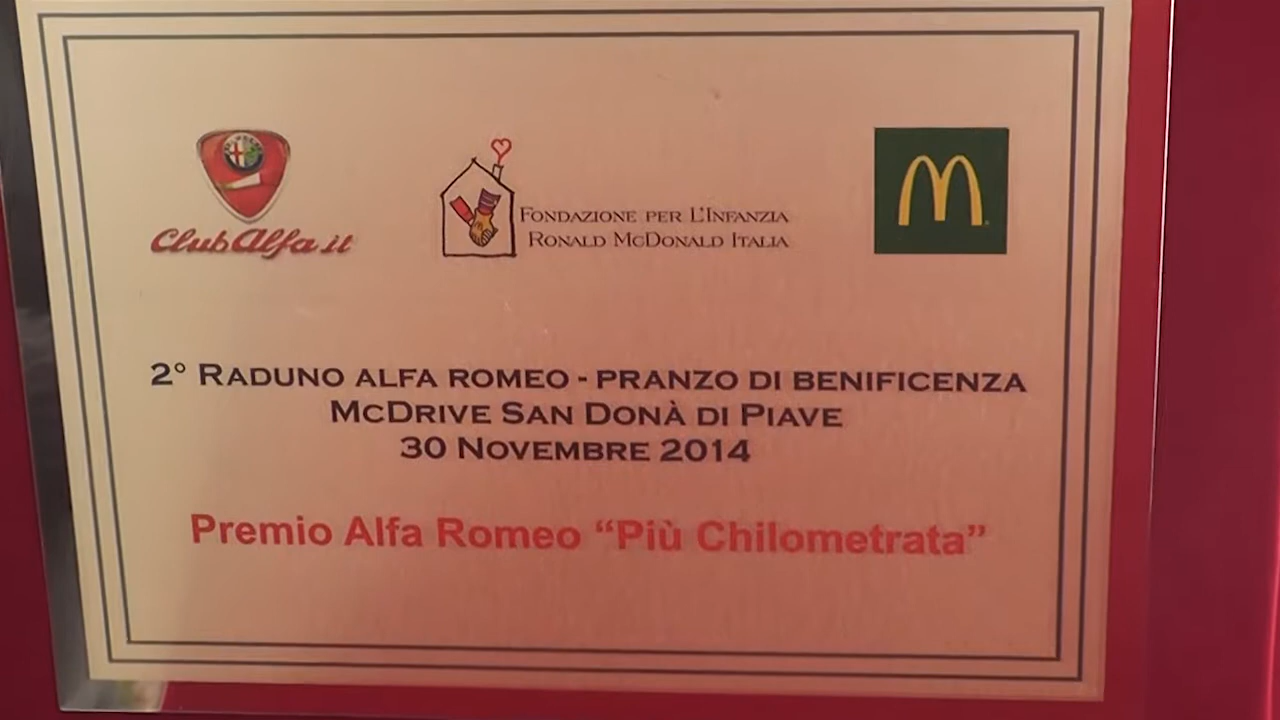 ClubAlfa.it
FONDAZIONE PER L'INFANZIA
RONALD MCDONALD ITALIA
2° RADUNO ALFA ROMEO - PRANZO DI BENIFICENZA
MCDRIVE SAN DONÀ DI PIAVE
30 NOVEMBRE 2014
Premio Alfa Romeo “Più Chilometrata”